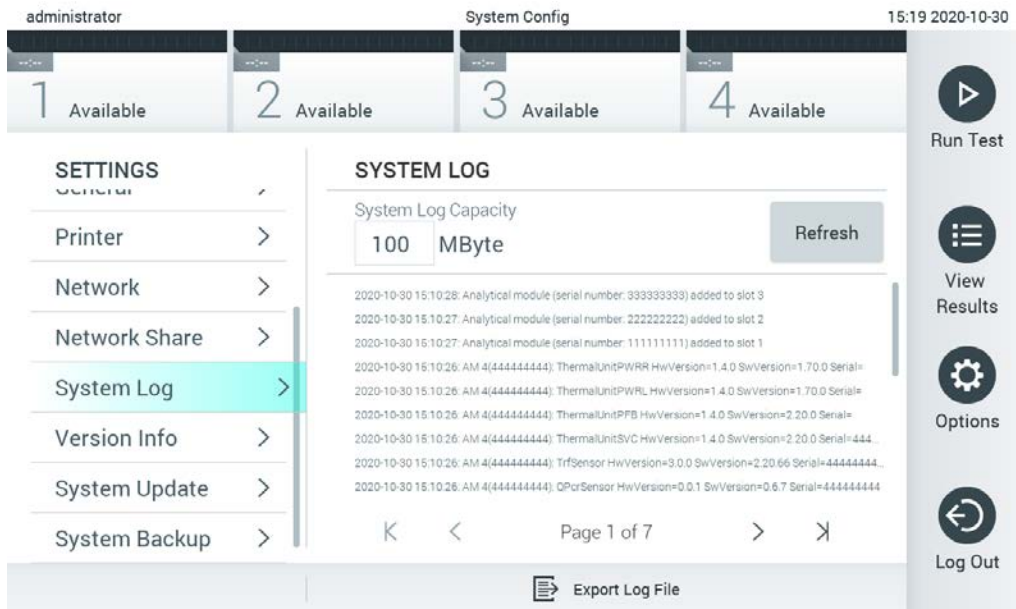 administrator
System Config
15:19 2020-10-30
--:--
1 Available
--:--
2 Available
--:--
3 Available
--:--
4 Available
SETTINGS
General
Printer
Network
Network Share
System Log
Version Info
System Update
System Backup
SYSTEM LOG
System Log Capacity
100 MByte
Refresh
2020-10-30 15:10:28: Analytical module (serial number: 333333333) added to slot 3
2020-10-30 15:10:27: Analytical module (serial number: 222222222) added to slot 2
2020-10-30 15:10:27: Analytical module (serial number: 111111111) added to slot 1
2020-10-30 15:10:26: AM 4(444444444): ThermalUnitPWRR HwVersion=1.4.0 SwVersion=1.70.0 Serial=
2020-10-30 15:10:26: AM 4(444444444): ThermalUnitPWRL HwVersion=1.4.0 SwVersion=1.70.0 Serial=
2020-10-30 15:10:26: AM 4(444444444): ThermalUnitPFB HwVersion=1.4.0 SwVersion=2.20.0 Serial=
2020-10-30 15:10:26: AM 4(444444444): ThermalUnitSVC HwVersion=1.4.0 SwVersion=2.20.0 Serial=444...
2020-10-30 15:10:26: AM 4(444444444): TrfSensor HwVersion=3.0.0 SwVersion=2.20.66 Serial=44444444...
2020-10-30 15:10:26: AM 4(444444444): QPcrSensor HwVersion=0.0.1 SwVersion=0.6.7 Serial=444444444
Page 1 of 7
Export Log File
Run Test
View
Results
Options
Log Out